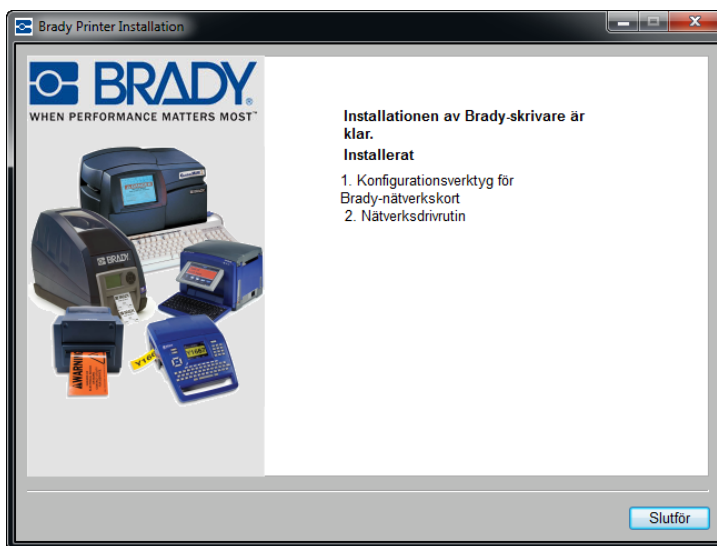 Brady Printer Installation
BRADY
WHEN PERFORMANCE MATTERS MOST™
Installationen av Brady-skrivare är
klar.
Installerat
1. Konfigurationsverktyg för
Brady-nätverkskort
2. Nätverksdrivrutin
BRADY
WARNING
Slutför